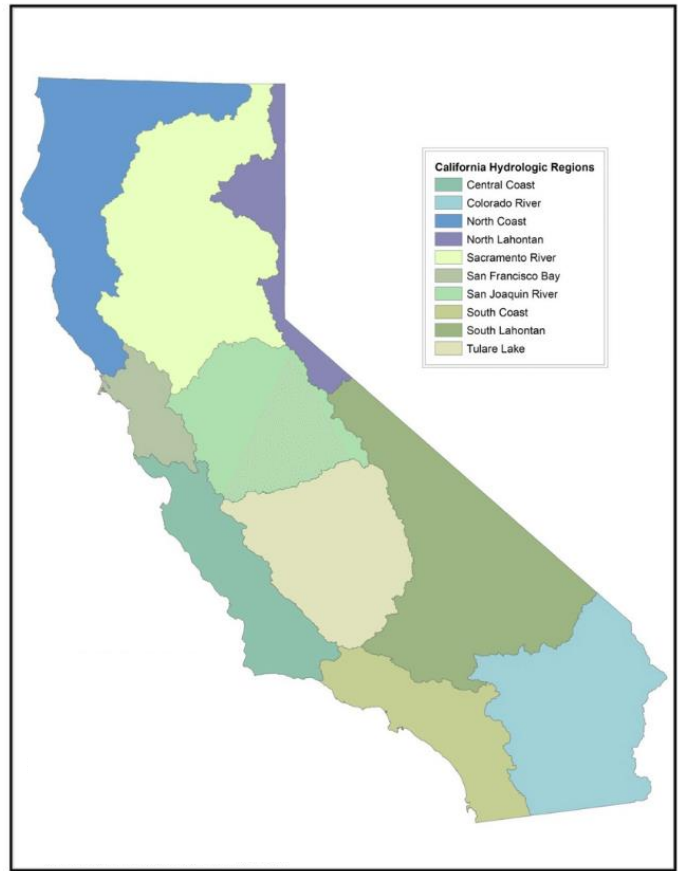 California Hydrologic Regions
Central Coast
Colorado River
North Coast
North Lahontan
Sacramento River
San Francisco Bay
San Joaquin River
South Coast
South Lahontan
Tulare Lake